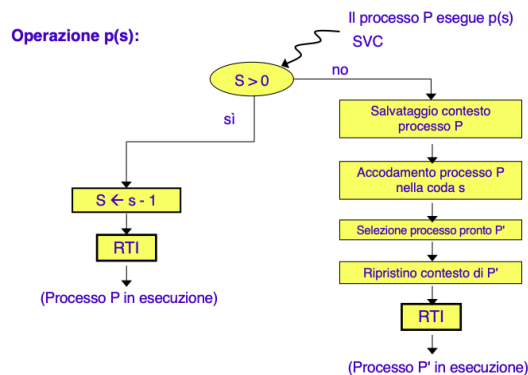 Operazione p(s):
Il processo P esegue p(s)
SVC
S > 0
no
sì
Salvataggio contesto
processo P
Accodamento processo P
nella coda s
S ← s - 1
Selezione processo pronto P'
RTI
Ripristino contesto di P'
(Processo P in esecuzione)
RTI
(Processo P' in esecuzione)